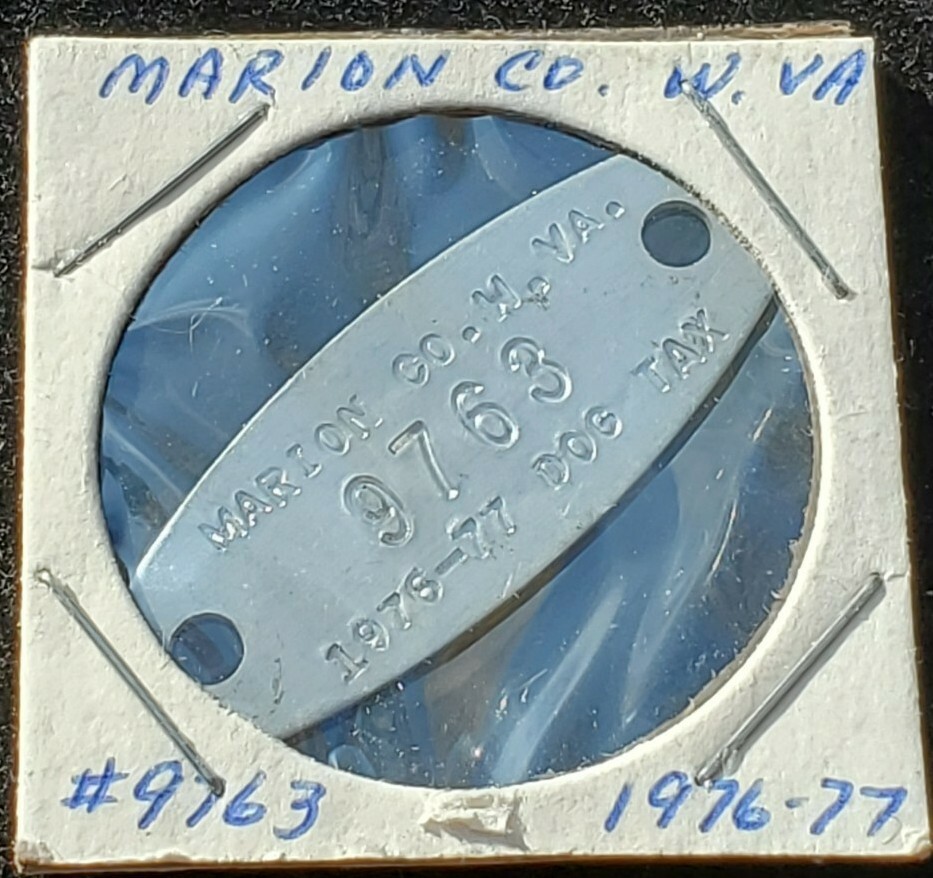 MARION CO. W. VA
MARION CO. W. VA.
9763
1976-77 DOG TAX
#9763 1976-77